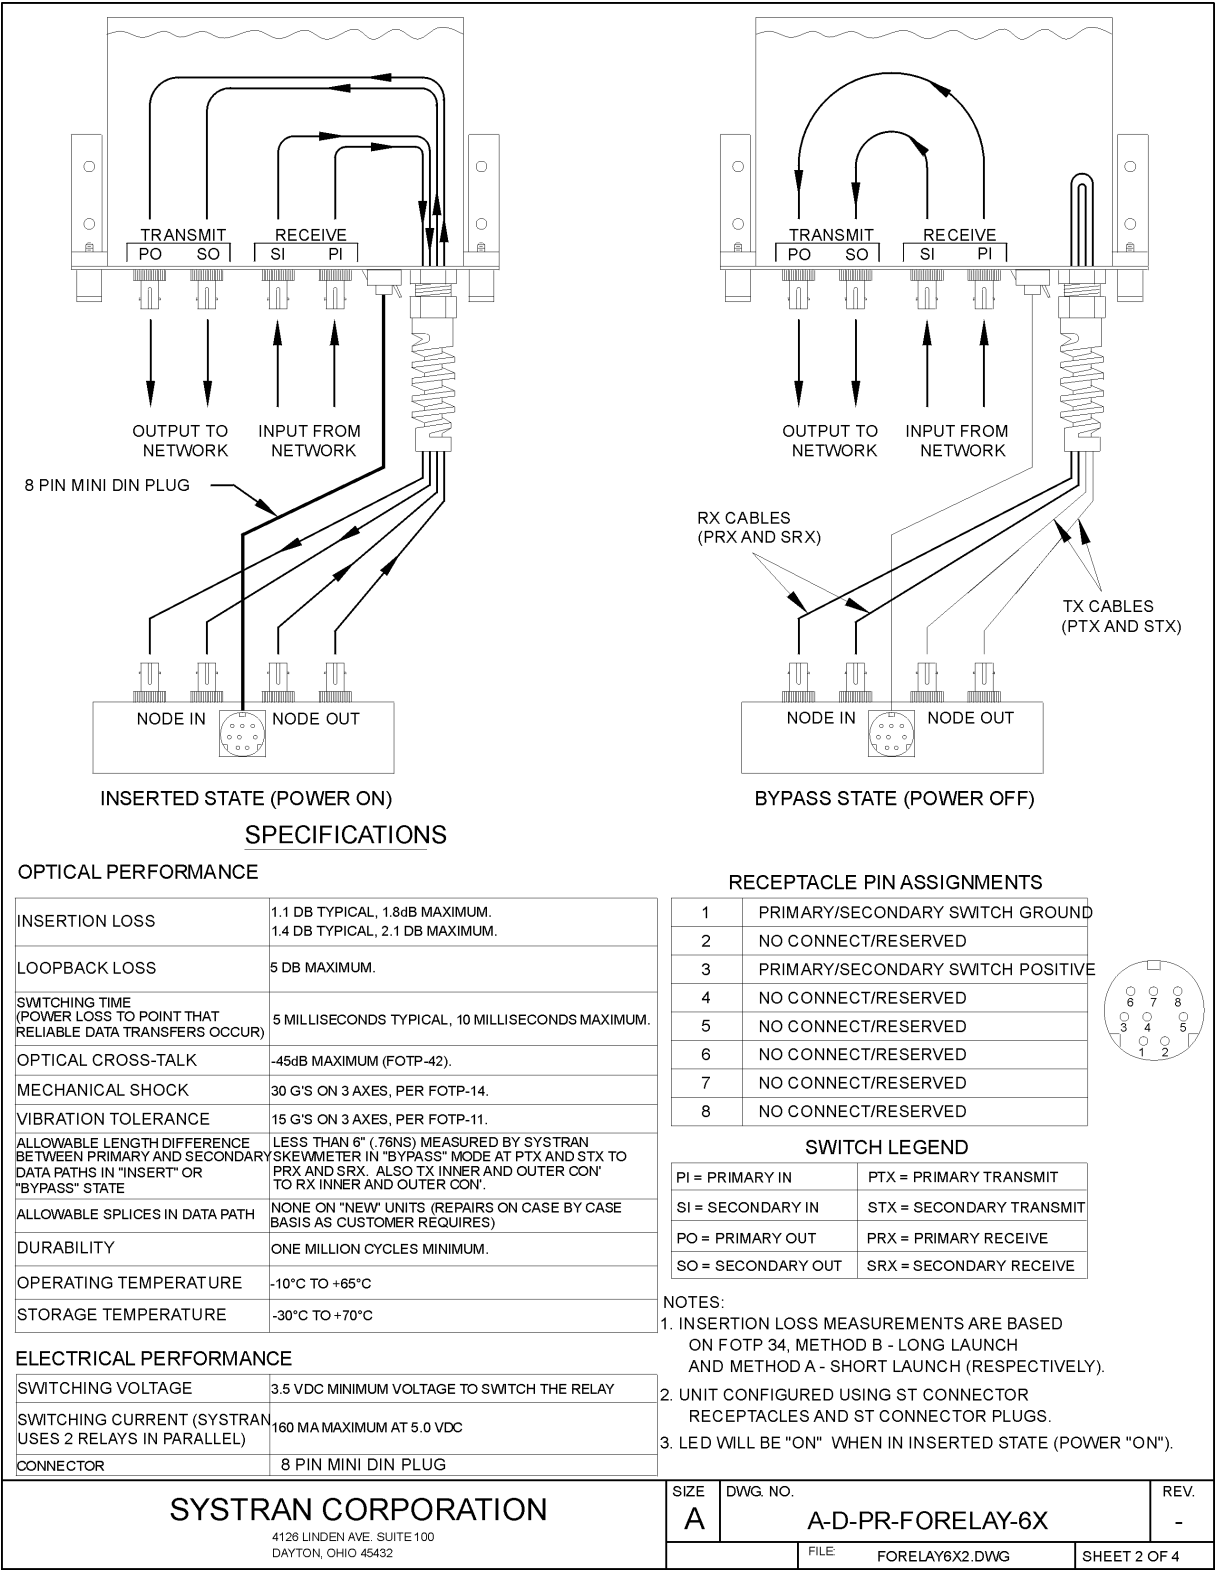 TRANSMIT
RECEIVE
PO
SO
SI
PI
OUTPUT TO
NETWORK
INPUT FROM
NETWORK
8 PIN MINI DIN PLUG
NODE IN
NODE OUT
INSERTED STATE (POWER ON)
TRANSMIT
RECEIVE
PO
SO
SI
PI
OUTPUT TO
NETWORK
INPUT FROM
NETWORK
RX CABLES
(PRX AND SRX)
TX CABLES
(PTX AND STX)
NODE IN
NODE OUT
BYPASS STATE (POWER OFF)
SPECIFICATIONS
OPTICAL PERFORMANCE
INSERTION LOSS
1.1 DB TYPICAL, 1.8dB MAXIMUM.
1.4 DB TYPICAL, 2.1 DB MAXIMUM.
LOOPBACK LOSS
5 DB MAXIMUM.
SWITCHING TIME
(POWER LOSS TO POINT THAT
RELIABLE DATA TRANSFERS OCCUR)
5 MILLISECONDS TYPICAL, 10 MILLISECONDS MAXIMUM.
OPTICAL CROSS-TALK
-45dB MAXIMUM (FOTP-42).
MECHANICAL SHOCK
30 G'S ON 3 AXES, PER FOTP-14.
VIBRATION TOLERANCE
15 G'S ON 3 AXES, PER FOTP-11.
ALLOWABLE LENGTH DIFFERENCE
BETWEEN PRIMARY AND SECONDARY
DATA PATHS IN "INSERT" OR
"BYPASS" STATE
LESS THAN 6" (.76NS) MEASURED BY SYSTRAN
SKEWMETER IN "BYPASS" MODE AT PTX AND STX TO
PRX AND SRX. ALSO TX INNER AND OUTER CON'
TO RX INNER AND OUTER CON'.
ALLOWABLE SPLICES IN DATA PATH
NONE ON "NEW" UNITS (REPAIRS ON CASE BY CASE
BASIS AS CUSTOMER REQUIRES)
DURABILITY
ONE MILLION CYCLES MINIMUM.
OPERATING TEMPERATURE
-10°C TO +65°C
STORAGE TEMPERATURE
-30°C TO +70°C
ELECTRICAL PERFORMANCE
SWITCHING VOLTAGE
3.5 VDC MINIMUM VOLTAGE TO SWITCH THE RELAY
SWITCHING CURRENT (SYSTRAN
USES 2 RELAYS IN PARALLEL)
160 MA MAXIMUM AT 5.0 VDC
CONNECTOR
8 PIN MINI DIN PLUG
RECEPTACLE PIN ASSIGNMENTS
1 PRIMARY/SECONDARY SWITCH GROUND
2 NO CONNECT/RESERVED
3 PRIMARY/SECONDARY SWITCH POSITIVE
4 NO CONNECT/RESERVED
5 NO CONNECT/RESERVED
6 NO CONNECT/RESERVED
7 NO CONNECT/RESERVED
8 NO CONNECT/RESERVED
6 7 8
3 4 5
1 2
SWITCH LEGEND
PI = PRIMARY IN
PTX = PRIMARY TRANSMIT
SI = SECONDARY IN
STX = SECONDARY TRANSMIT
PO = PRIMARY OUT
PRX = PRIMARY RECEIVE
SO = SECONDARY OUT
SRX = SECONDARY RECEIVE
NOTES:
1. INSERTION LOSS MEASUREMENTS ARE BASED
ON FOTP 34, METHOD B - LONG LAUNCH
AND METHOD A - SHORT LAUNCH (RESPECTIVELY).
2. UNIT CONFIGURED USING ST CONNECTOR
RECEPTACLES AND ST CONNECTOR PLUGS.
3. LED WILL BE "ON" WHEN IN INSERTED STATE (POWER "ON").
SYSTRAN CORPORATION
4126 LINDEN AVE. SUITE 100
DAYTON, OHIO 45432
SIZE
A
DWG. NO.
A-D-PR-FORELAY-6X
REV.
-
FILE:
FORELAY6X2.DWG
SHEET 2 OF 4